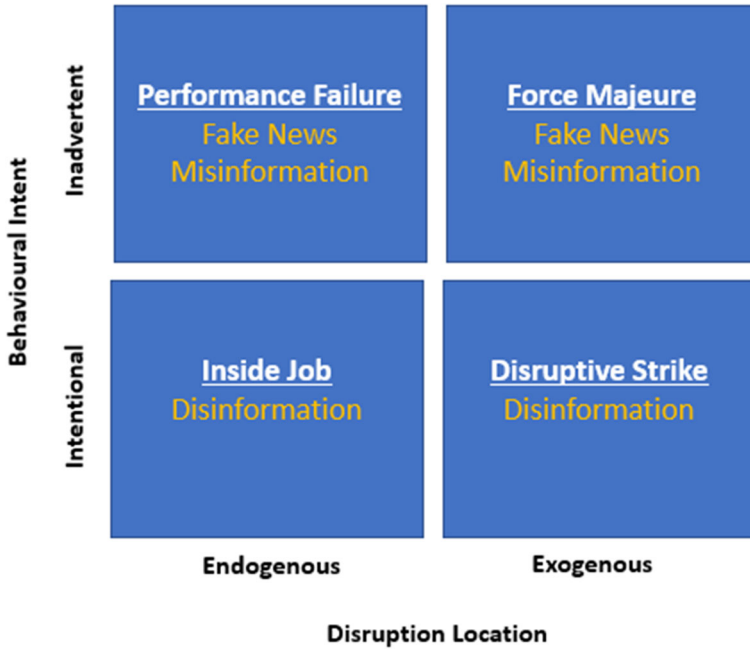 Behavioural Intent
Inadvertent
Performance Failure
Fake News
Misinformation
Force Majeure
Fake News
Misinformation
Intentional
Inside Job
Disinformation
Disruptive Strike
Disinformation
Endogenous
Exogenous
Disruption Location